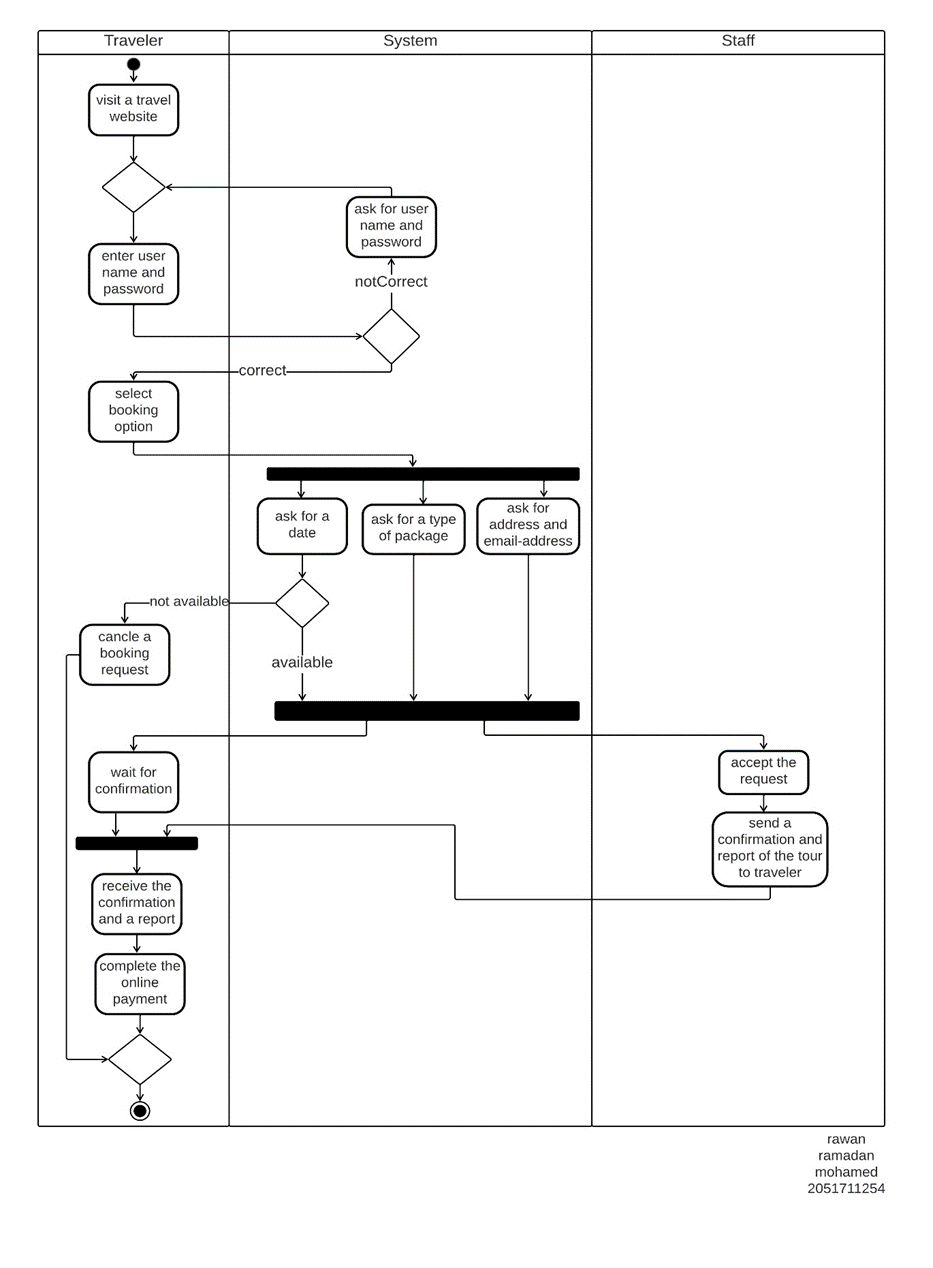 Traveler
System
Staff
visit a travel
website
ask for user
name and
password
enter user
name and
password
notCorrect
correct
select
booking
option
ask for a
date
ask for a type
of package
ask for
address and
email-address
not available
cancle a
booking
request
available
wait for
confirmation
accept the
request
send a
confirmation and
report of the tour
to traveler
receive the
confirmation
and a report
complete the
online
payment
rawan
ramadan
mohamed
2051711254